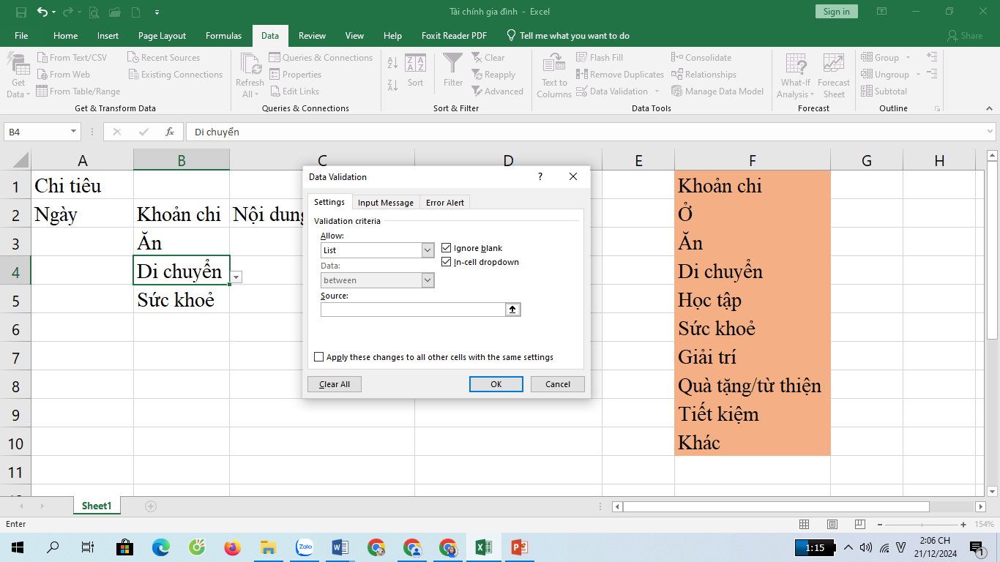 Tài chính gia đình - Excel
Sign in
File Home Insert Page Layout Formulas Data Review View Help Foxit Reader PDF Tell me what you want to do Share
Get Data
From Text/CSV
From Web
From Table/Range
Recent Sources
Existing Connections
Get & Transform Data
Refresh All
Queries & Connections
Properties
Edit Links
Queries & Connections
Sort
Filter
Clear
Reapply
Advanced
Sort & Filter
Text to Columns
Flash Fill
Remove Duplicates
Data Validation
Consolidate
Relationships
Manage Data Model
Data Tools
What-If Analysis
Forecast Sheet
Forecast
Group
Ungroup
Subtotal
Outline
B4 fx Di chuyển
A B C D E F G H
1 Chi tiêu Khoản chi
2 Ngày Khoản chi Nội dung Ở
3 Ăn Ăn
4 Di chuyển Di chuyển
5 Sức khoẻ Học tập
6 Sức khoẻ
7 Giải trí
8 Quà tặng/từ thiện
9 Tiết kiệm
10 Khác
11
Data Validation ?
Settings Input Message Error Alert
Validation criteria
Allow:
List
Ignore blank
In-cell dropdown
Data:
between
Source:
Apply these changes to all other cells with the same settings
Clear All OK Cancel
Sheet1
Enter 154%
Zalo
1:15
2:06 CH
21/12/2024
1